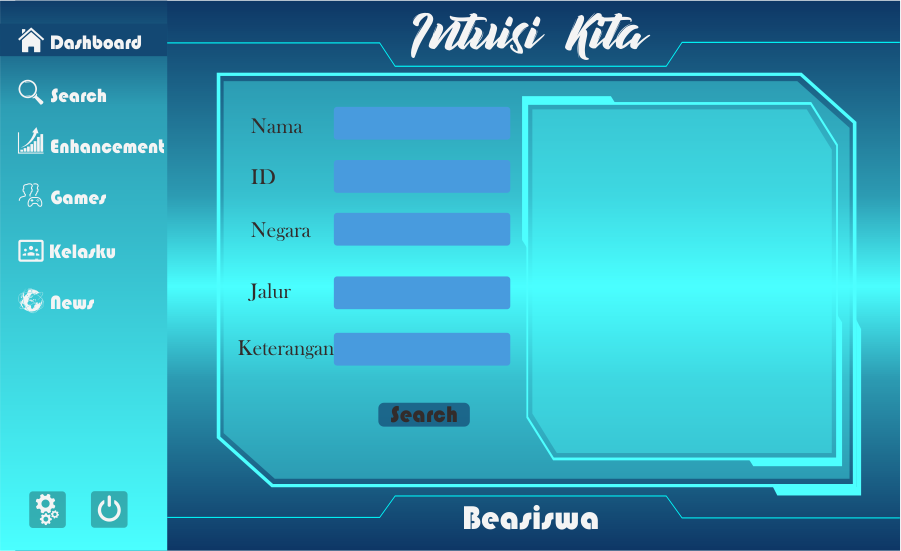 Intuisi Kita
Dashboard
Search
Enhancement
Games
Kelasku
News
Nama
ID
Negara
Jalur
Keterangan
Search
Beasiswa